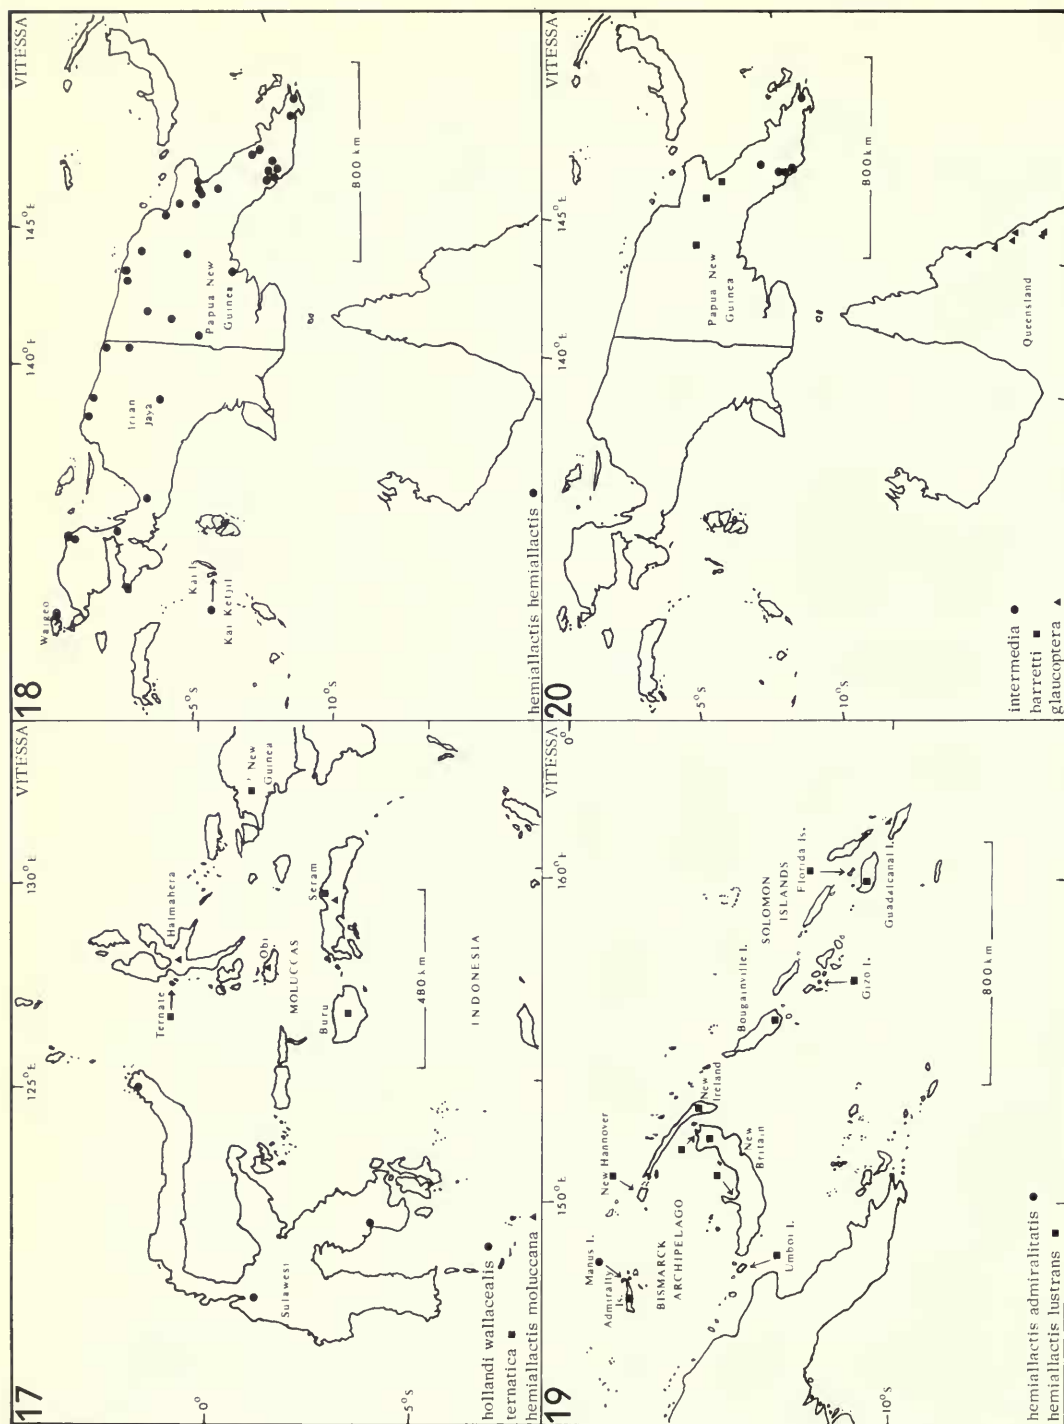 17
VITESSA
125° E
130° E
0°
5° S
Ternate
Halmahera
Obi
MOLUCCAS
Seram
Buru
New
Guinea
Sulawesi
480 km
INDONESIA
hollandi wallacealis
ternatica
hemiallactis moluccana
18
VITESSA
140° E
145° E
5° S
10° S
Waigeo
Irian
Jaya
Papua New
Guinea
Kai Is
Kai Ketjil
800 km
hemiallactis hemiallactis
19
VITESSA
150° E
160° E
0°
10° S
Manus I.
Admiralty
Is.
New Hannover
BISMARCK
ARCHIPELAGO
New
Ireland
New
Britain
Umboi I.
Bougainville I.
SOLOMON
ISLANDS
Florida Is.
Gizo I.
Guadalcanal I.
800 km
hemiallactis admiralitatis
hemiallactis lustrans
20
VITESSA
140° E
145° E
5° S
10° S
Papua New
Guinea
Queensland
800 km
intermedia
barretti
glaucoptera